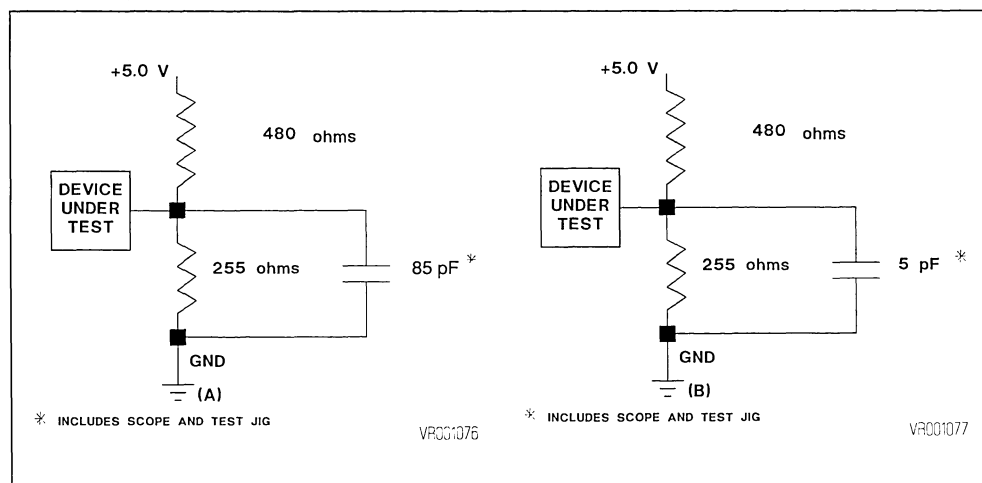 +5.0 V
480 ohms
DEVICE
UNDER
TEST
255 ohms
85 pF *
GND
(A)
* INCLUDES SCOPE AND TEST JIG
VR001076
+5.0 V
480 ohms
DEVICE
UNDER
TEST
255 ohms
5 pF *
GND
(B)
* INCLUDES SCOPE AND TEST JIG
VR001077